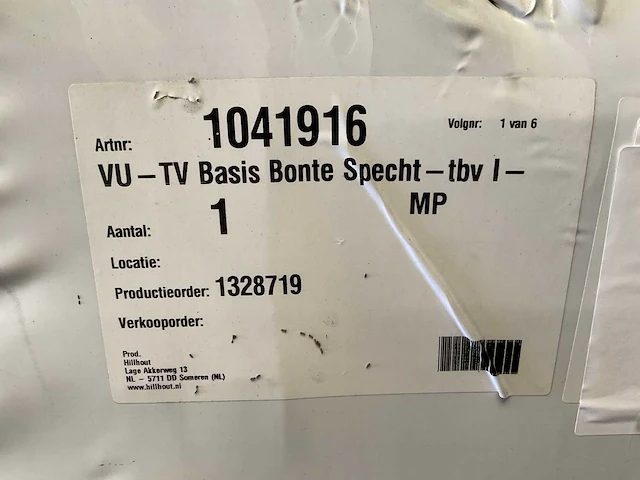 Artnr: 1041916 Volgnr: 1 van 6
VU – TV Basis Bonte Specht – tbv I –
Aantal: 1 MP
Locatie:
Productieorder: 1328719
Verkooporder:
Prod.
Hillhout
Lage Akkerweg 13
NL – 5711 DD Someren (NL)
www.hillhout.nl